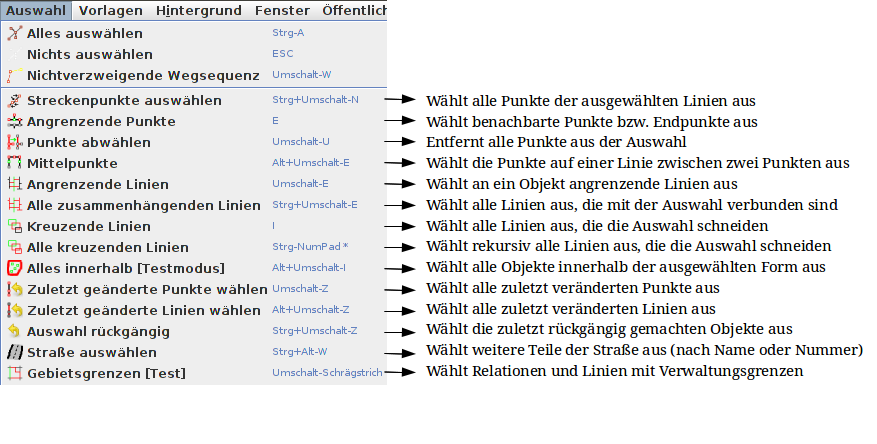 Auswahl Vorlagen Hintergrund Fenster Öffentlich
Alles auswählen Strg-A
Nichts auswählen ESC
Nichtverzweigende Wegsequenz Umschalt-W
Streckenpunkte auswählen Strg+Umschalt-N Wählt alle Punkte der ausgewählten Linien aus
Angrenzende Punkte E Wählt benachbarte Punkte bzw. Endpunkte aus
Punkte abwählen Umschalt-U Entfernt alle Punkte aus der Auswahl
Mittelpunkte Alt+Umschalt-E Wählt die Punkte auf einer Linie zwischen zwei Punkten aus
Angrenzende Linien Umschalt-E Wählt an ein Objekt angrenzende Linien aus
Alle zusammenhängenden Linien Strg+Umschalt-E Wählt alle Linien aus, die mit der Auswahl verbunden sind
Kreuzende Linien I Wählt alle Linien aus, die die Auswahl schneiden
Alle kreuzenden Linien Strg-NumPad * Wählt rekursiv alle Linien aus, die die Auswahl schneiden
Alles innerhalb [Testmodus] Alt+Umschalt-I Wählt alle Objekte innerhalb der ausgewählten Form aus
Zuletzt geänderte Punkte wählen Umschalt-Z Wählt alle zuletzt veränderten Punkte aus
Zuletzt geänderte Linien wählen Alt+Umschalt-Z Wählt alle zuletzt veränderten Linien aus
Auswahl rückgängig Strg+Umschalt-Z Wählt die zuletzt rückgängig gemachten Objekte aus
Straße auswählen Strg+Alt-W Wählt weitere Teile der Straße aus (nach Name oder Nummer)
Gebietsgrenzen [Test] Umschalt-Schrägstrich Wählt Relationen und Linien mit Verwaltungsgrenzen